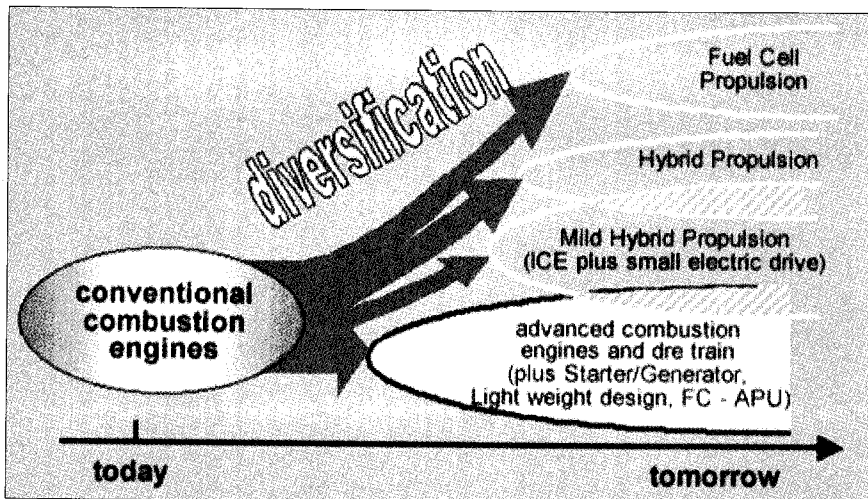 diversification
Fuel Cell
Propulsion
Hybrid Propulsion
Mild Hybrid Propulsion
(ICE plus small electric drive)
conventional
combustion
engines
advanced combustion
engines and dre train
(plus Starter/Generator,
Light weight design, FC - APU)
today
tomorrow